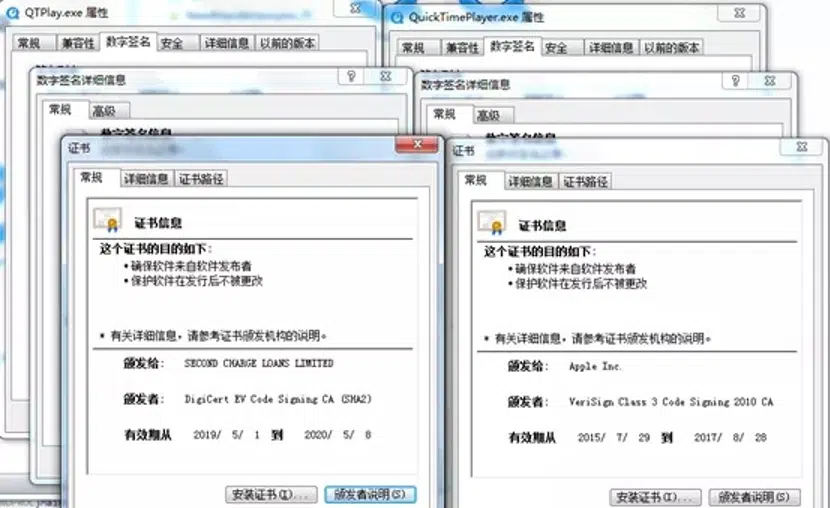 QTPlay.exe 属性
常规 兼容性 数字签名 安全 详细信息 以前的版本
数字签名详细信息
常规 高级
数字签名信息
证书
常规 详细信息 证书路径
证书信息
这个证书的目的如下:
• 确保软件来自软件发布者
• 保护软件在发行后不被更改
* 有关详细信息，请参考证书颁发机构的说明。
颁发给: SECOND CHARGE LOANS LIMITED
颁发者: DigiCert EV Code Signing CA (SHA2)
有效期从 2019/ 5/ 1 到 2020/ 5/ 8
安装证书(I)... 颁发者说明(S)
QuickTimePlayer.exe 属性
常规 兼容性 数字签名 安全 详细信息 以前的版本
数字签名详细信息
常规 高级
数字签名信息
证书
常规 详细信息 证书路径
证书信息
这个证书的目的如下:
• 确保软件来自软件发布者
• 保护软件在发行后不被更改
* 有关详细信息，请参考证书颁发机构的说明。
颁发给: Apple Inc.
颁发者: VeriSign Class 3 Code Signing 2010 CA
有效期从 2015/ 7/ 29 到 2017/ 8/ 28
安装证书(I)... 颁发者说明(S)